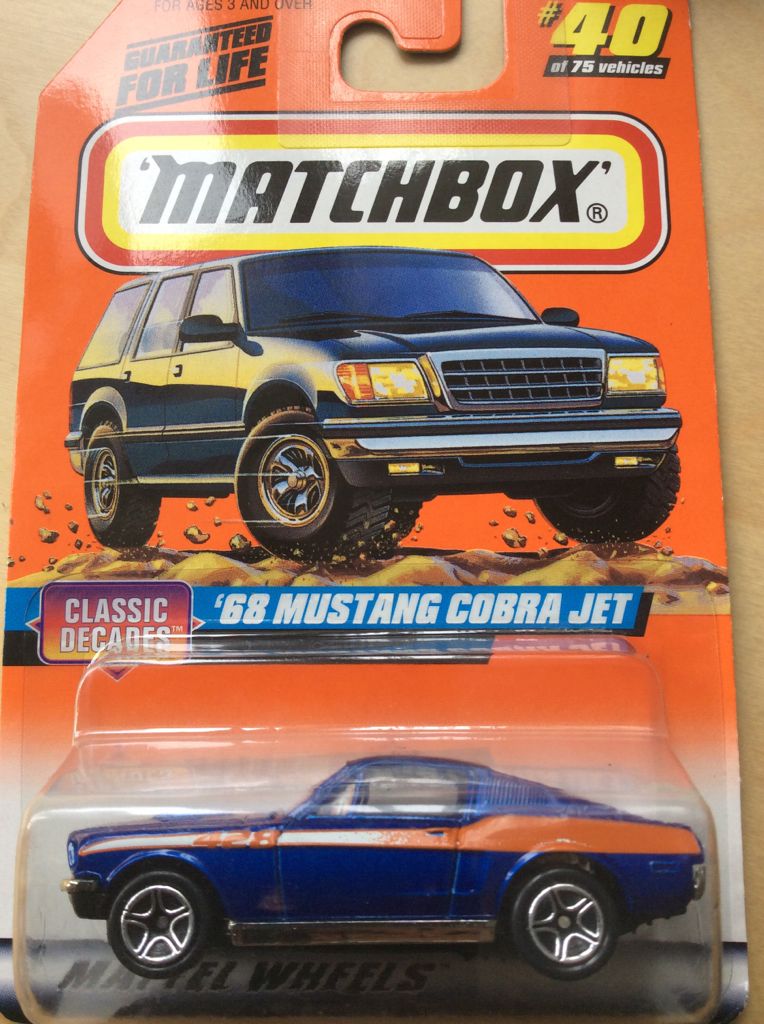 FOR AGES 3 AND OVER
GUARANTEED
FOR LIFE
#40
of 75 vehicles
'MATCHBOX'®
CLASSIC
DECADES™
'68 MUSTANG COBRA JET
428
MATTEL WHEELS™